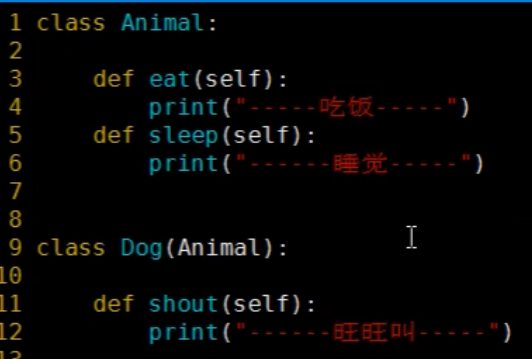 1 class Animal:
2
3     def eat(self):
4         print("-----吃饭-----")
5     def sleep(self):
6         print("------睡觉-----")
7
8
9 class Dog(Animal):
10
11     def shout(self):
12         print("------旺旺叫-----")
13